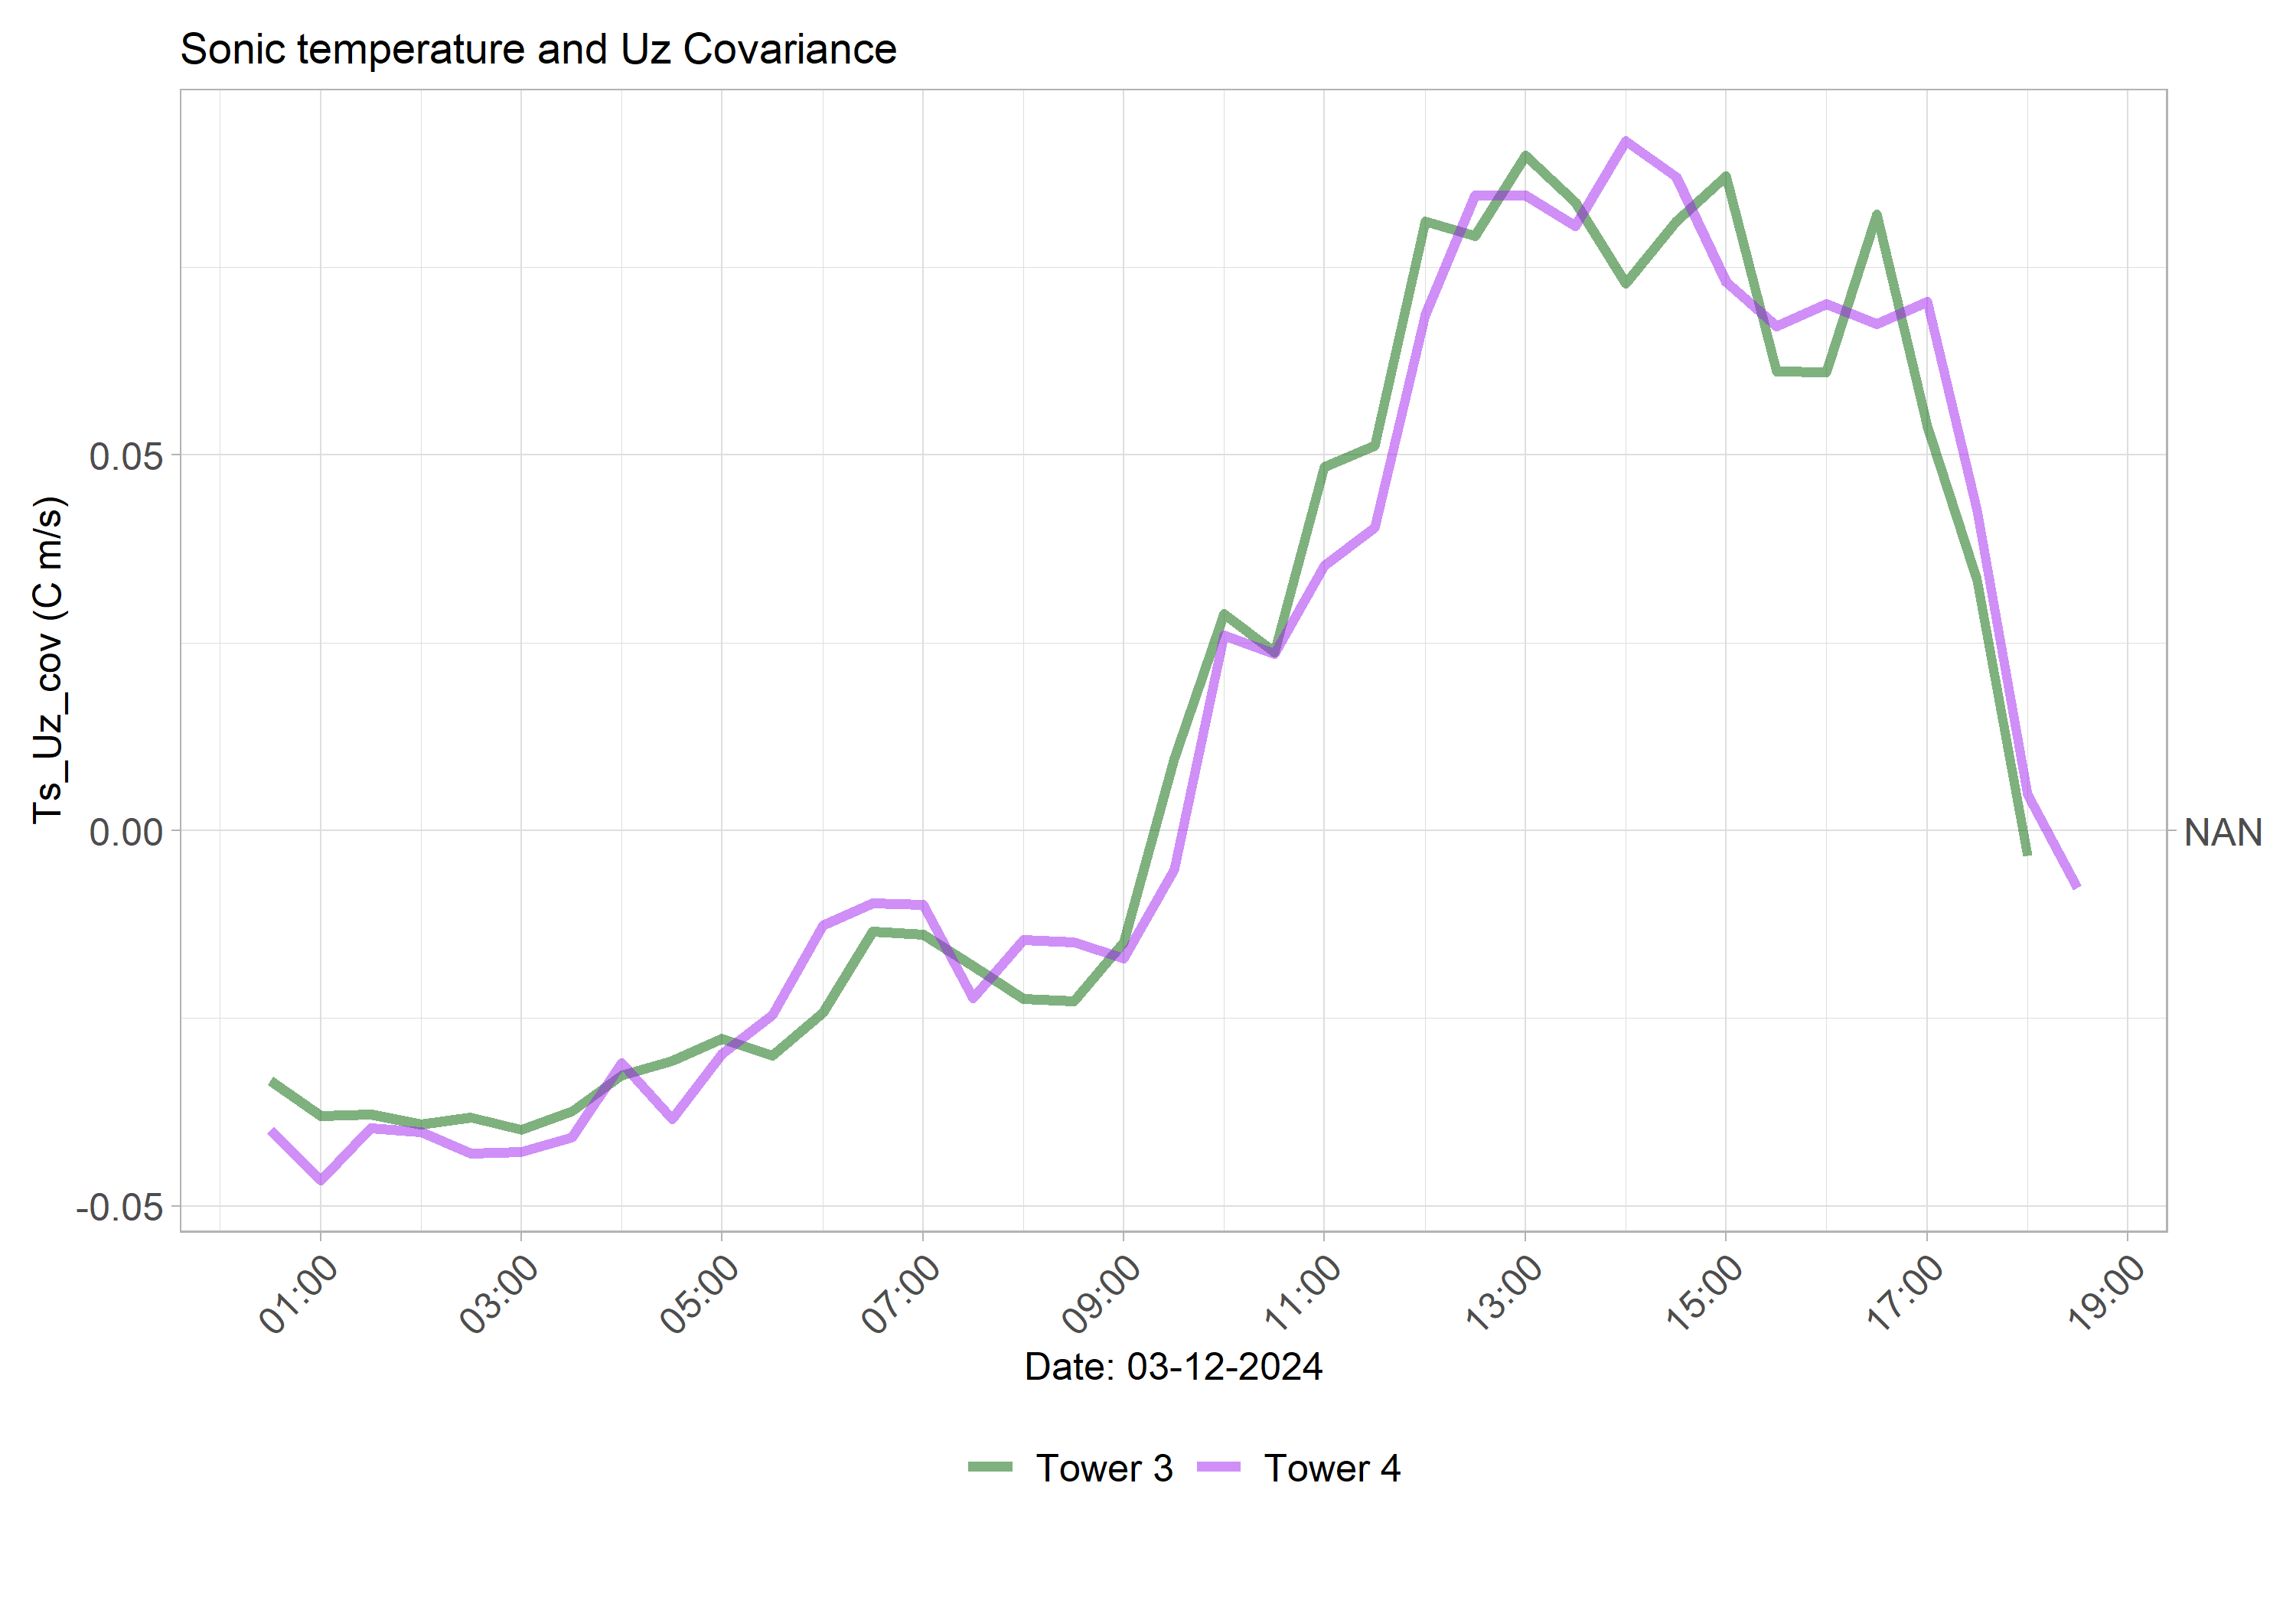 Sonic temperature and Uz Covariance
Ts_Uz_cov (C m/s)
0.05
0.00
-0.05
NAN
01:00
03:00
05:00
07:00
09:00
11:00
13:00
15:00
17:00
19:00
Date: 03-12-2024
Tower 3
Tower 4